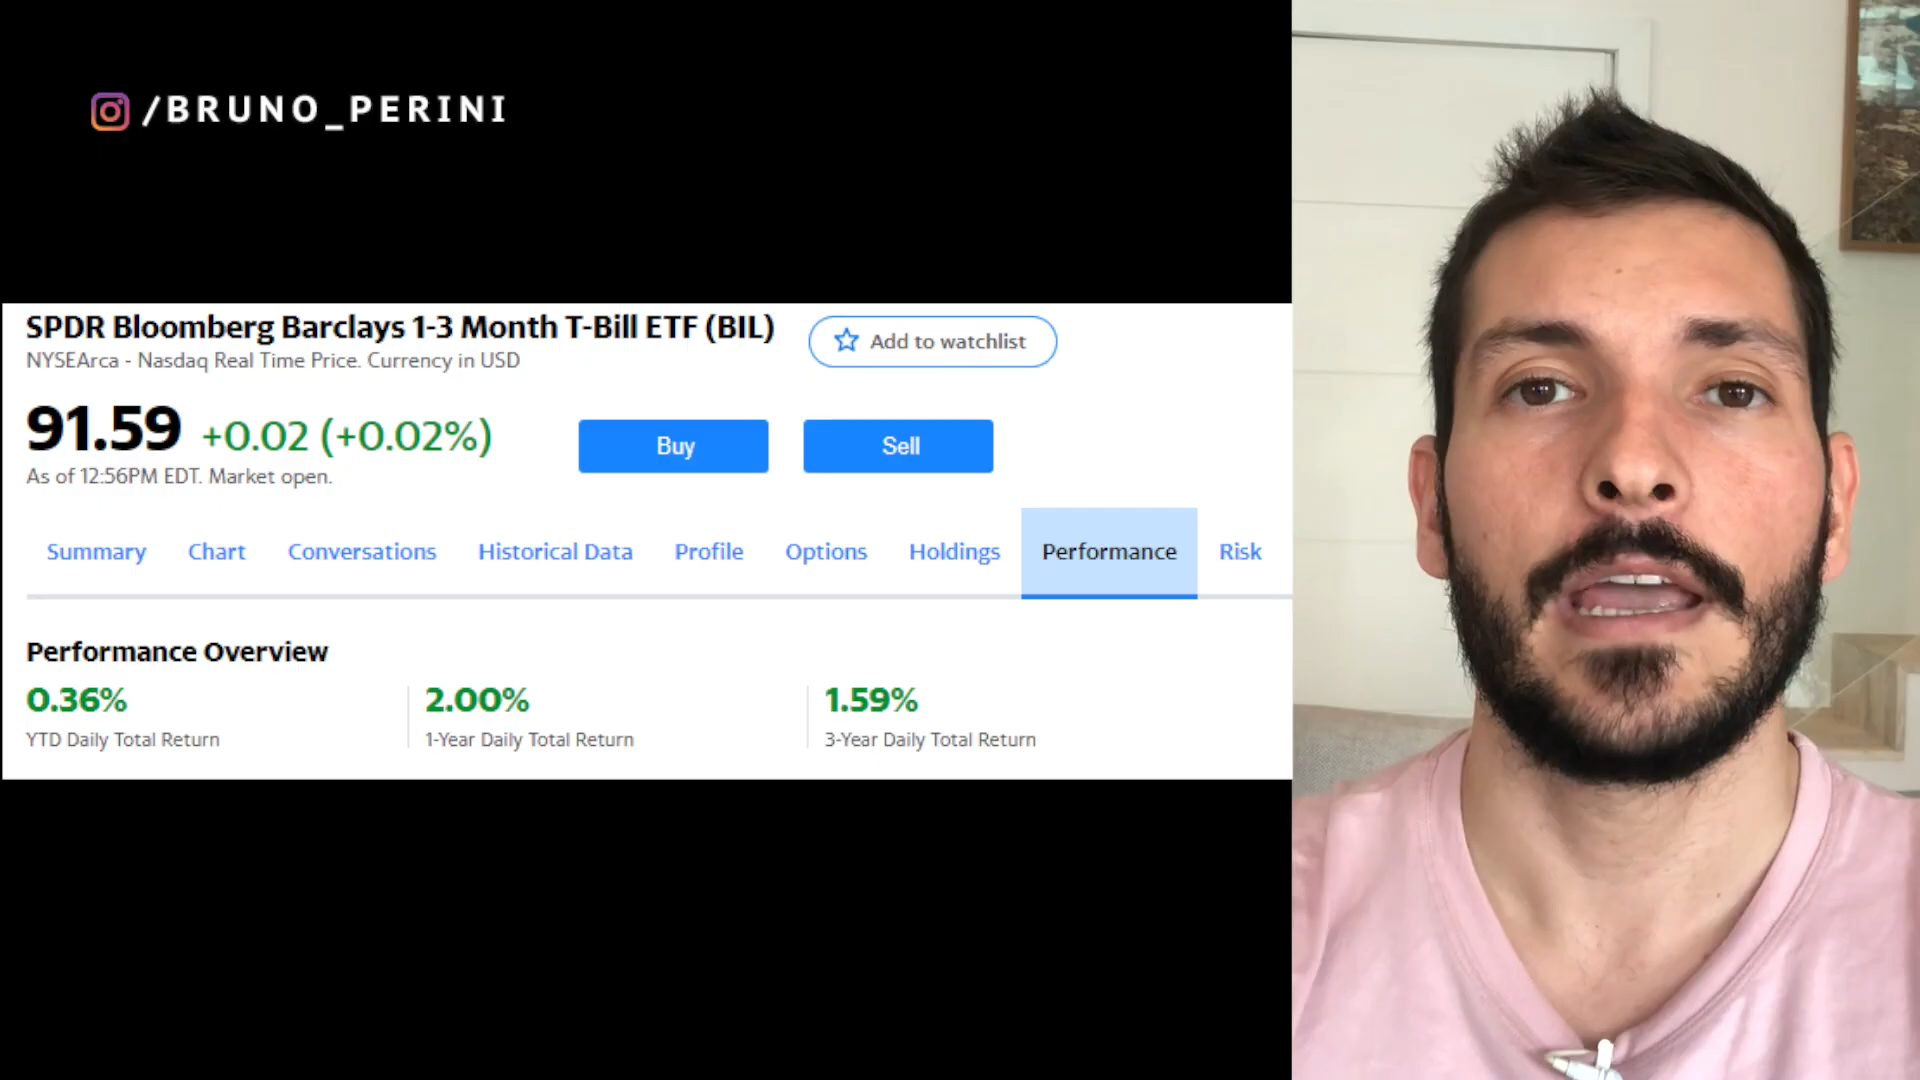 /BRUNO_PERINI
SPDR Bloomberg Barclays 1-3 Month T-Bill ETF (BIL)
Add to watchlist
NYSEArca - Nasdaq Real Time Price. Currency in USD
91.59 +0.02 (+0.02%)
Buy
Sell
As of 12:56PM EDT. Market open.
Summary Chart Conversations Historical Data Profile Options Holdings Performance Risk
Performance Overview
0.36% 2.00% 1.59%
YTD Daily Total Return 1-Year Daily Total Return 3-Year Daily Total Return